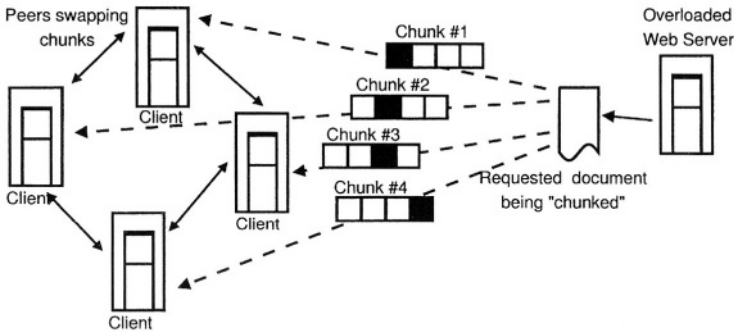 Peers swapping
chunks
Chunk #1
Overloaded
Web Server
Client
Chunk #2
Chunk #3
Client
Client
Chunk #4
Requested document
being "chunked"
Client